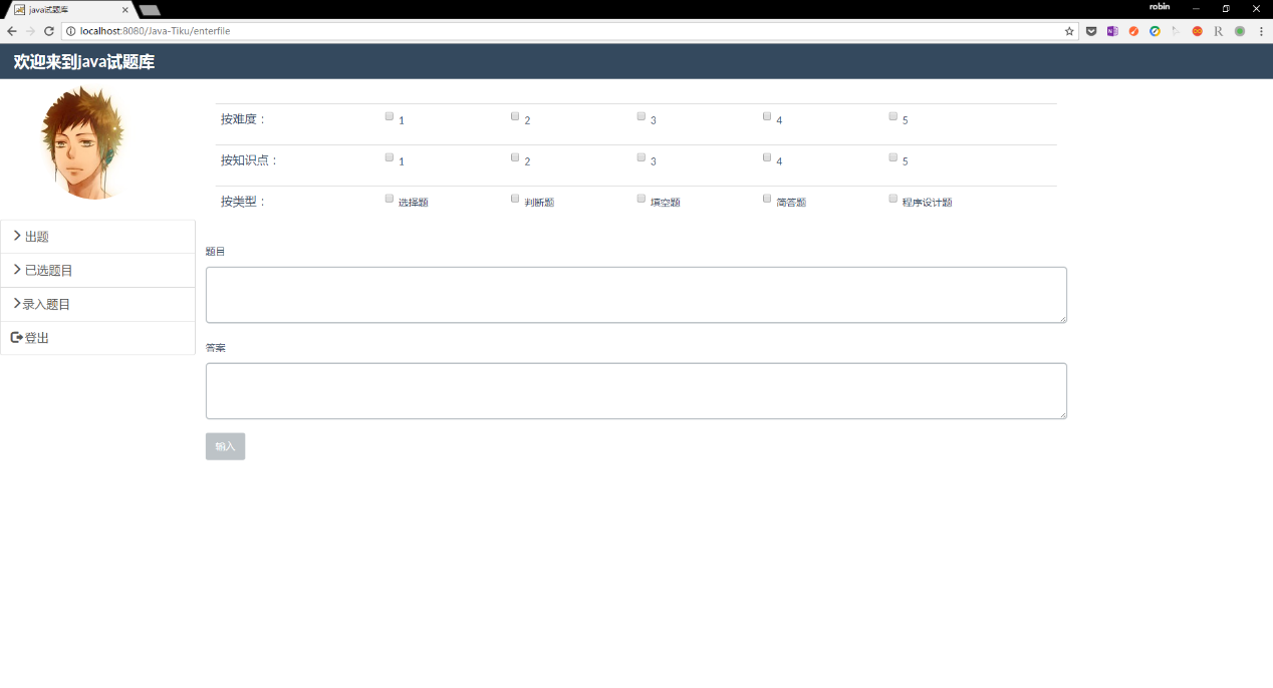 java试题库
robin
localhost:8080/Java-Tiku/enterfile
欢迎来到java试题库
按难度： 1 2 3 4 5
按知识点： 1 2 3 4 5
按类型： 选择题 判断题 填空题 简答题 程序设计题
出题
已选题目
录入题目
登出
题目
答案
输入